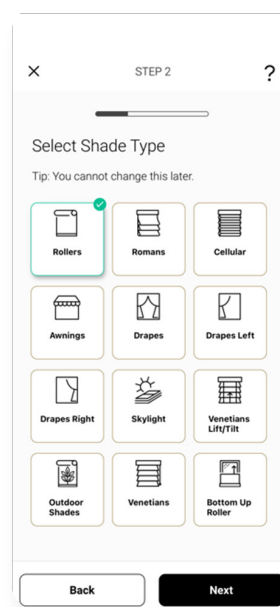 STEP 2
?
Select Shade Type
Tip: You cannot change this later.
Rollers
Romans
Cellular
Awnings
Drapes
Drapes Left
Drapes Right
Skylight
Venetians
Lift/Tilt
Outdoor
Shades
Venetians
Bottom Up
Roller
Back
Next